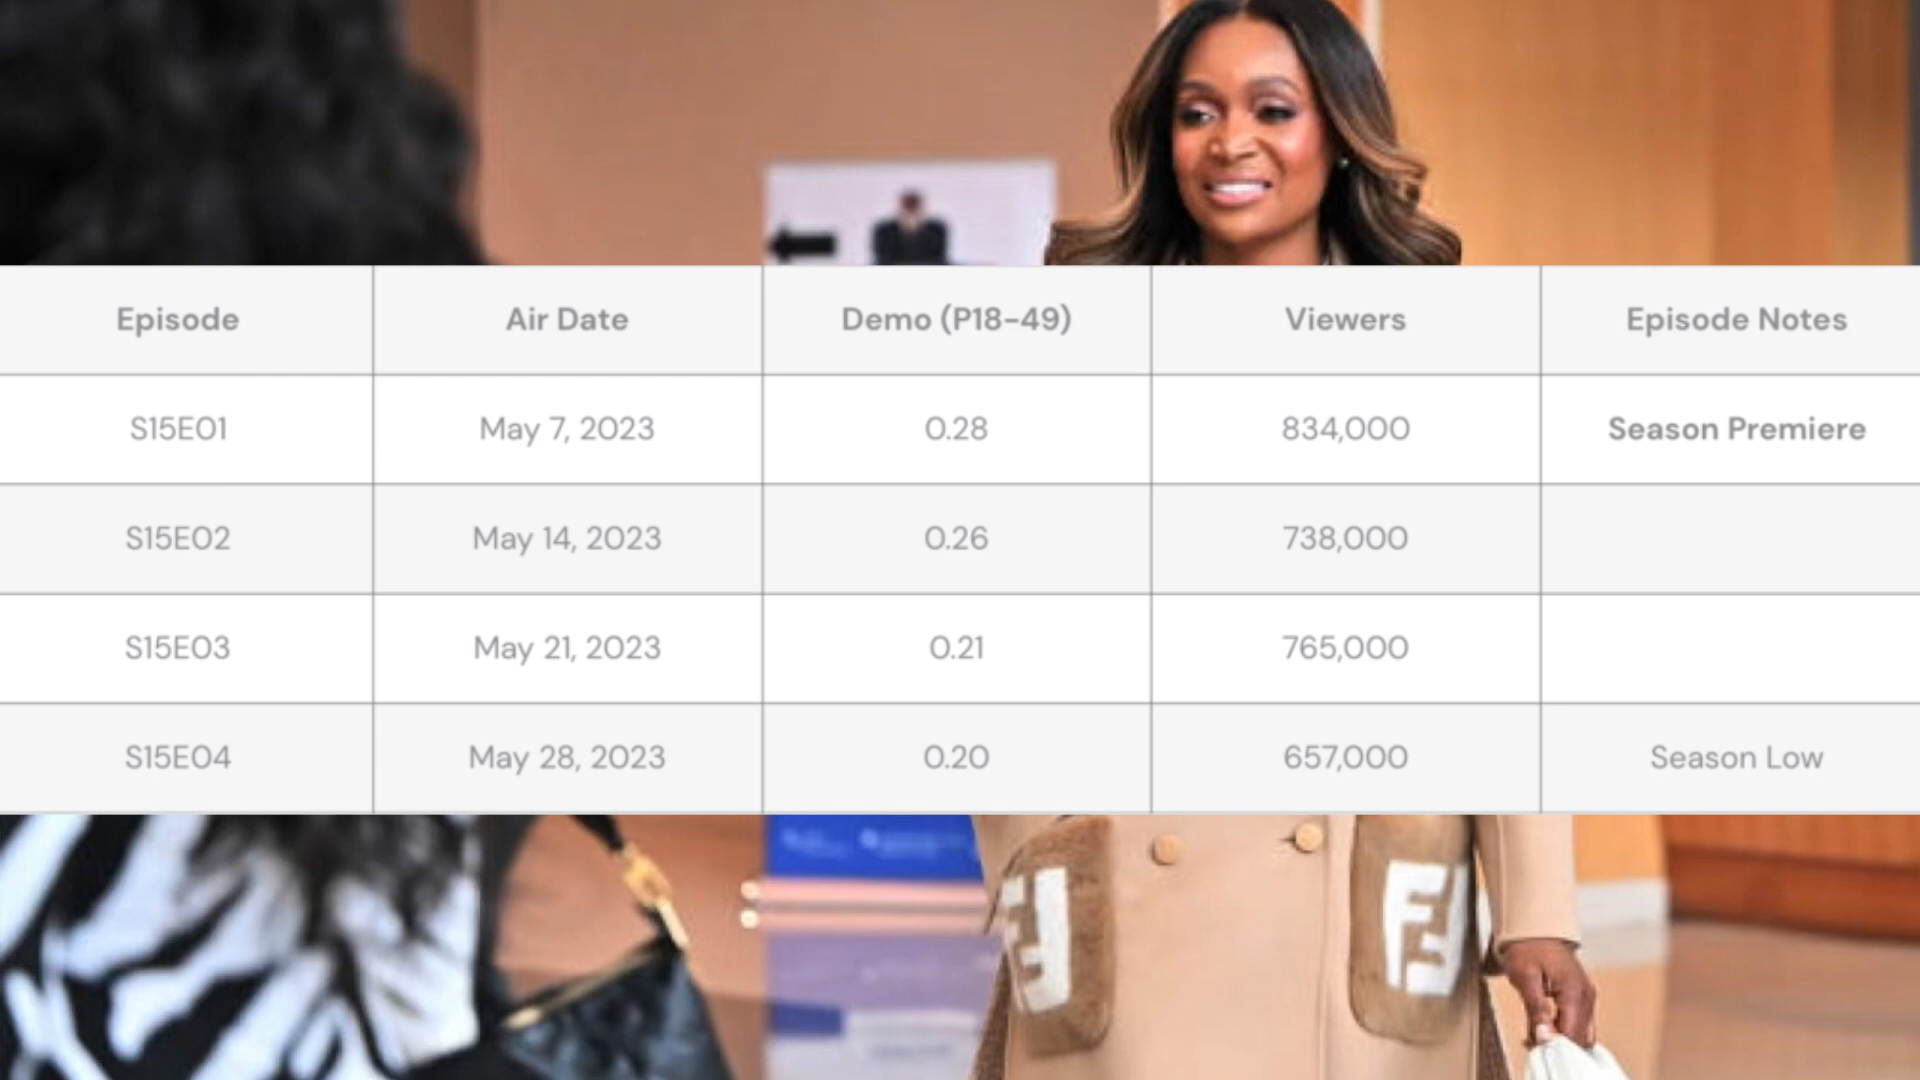 Episode Air Date Demo (P18-49) Viewers Episode Notes
S15E01 May 7, 2023 0.28 834,000 Season Premiere
S15E02 May 14, 2023 0.26 738,000
S15E03 May 21, 2023 0.21 765,000
S15E04 May 28, 2023 0.20 657,000 Season Low